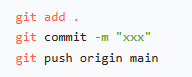 git add .
git commit -m "xxx"
git push origin main